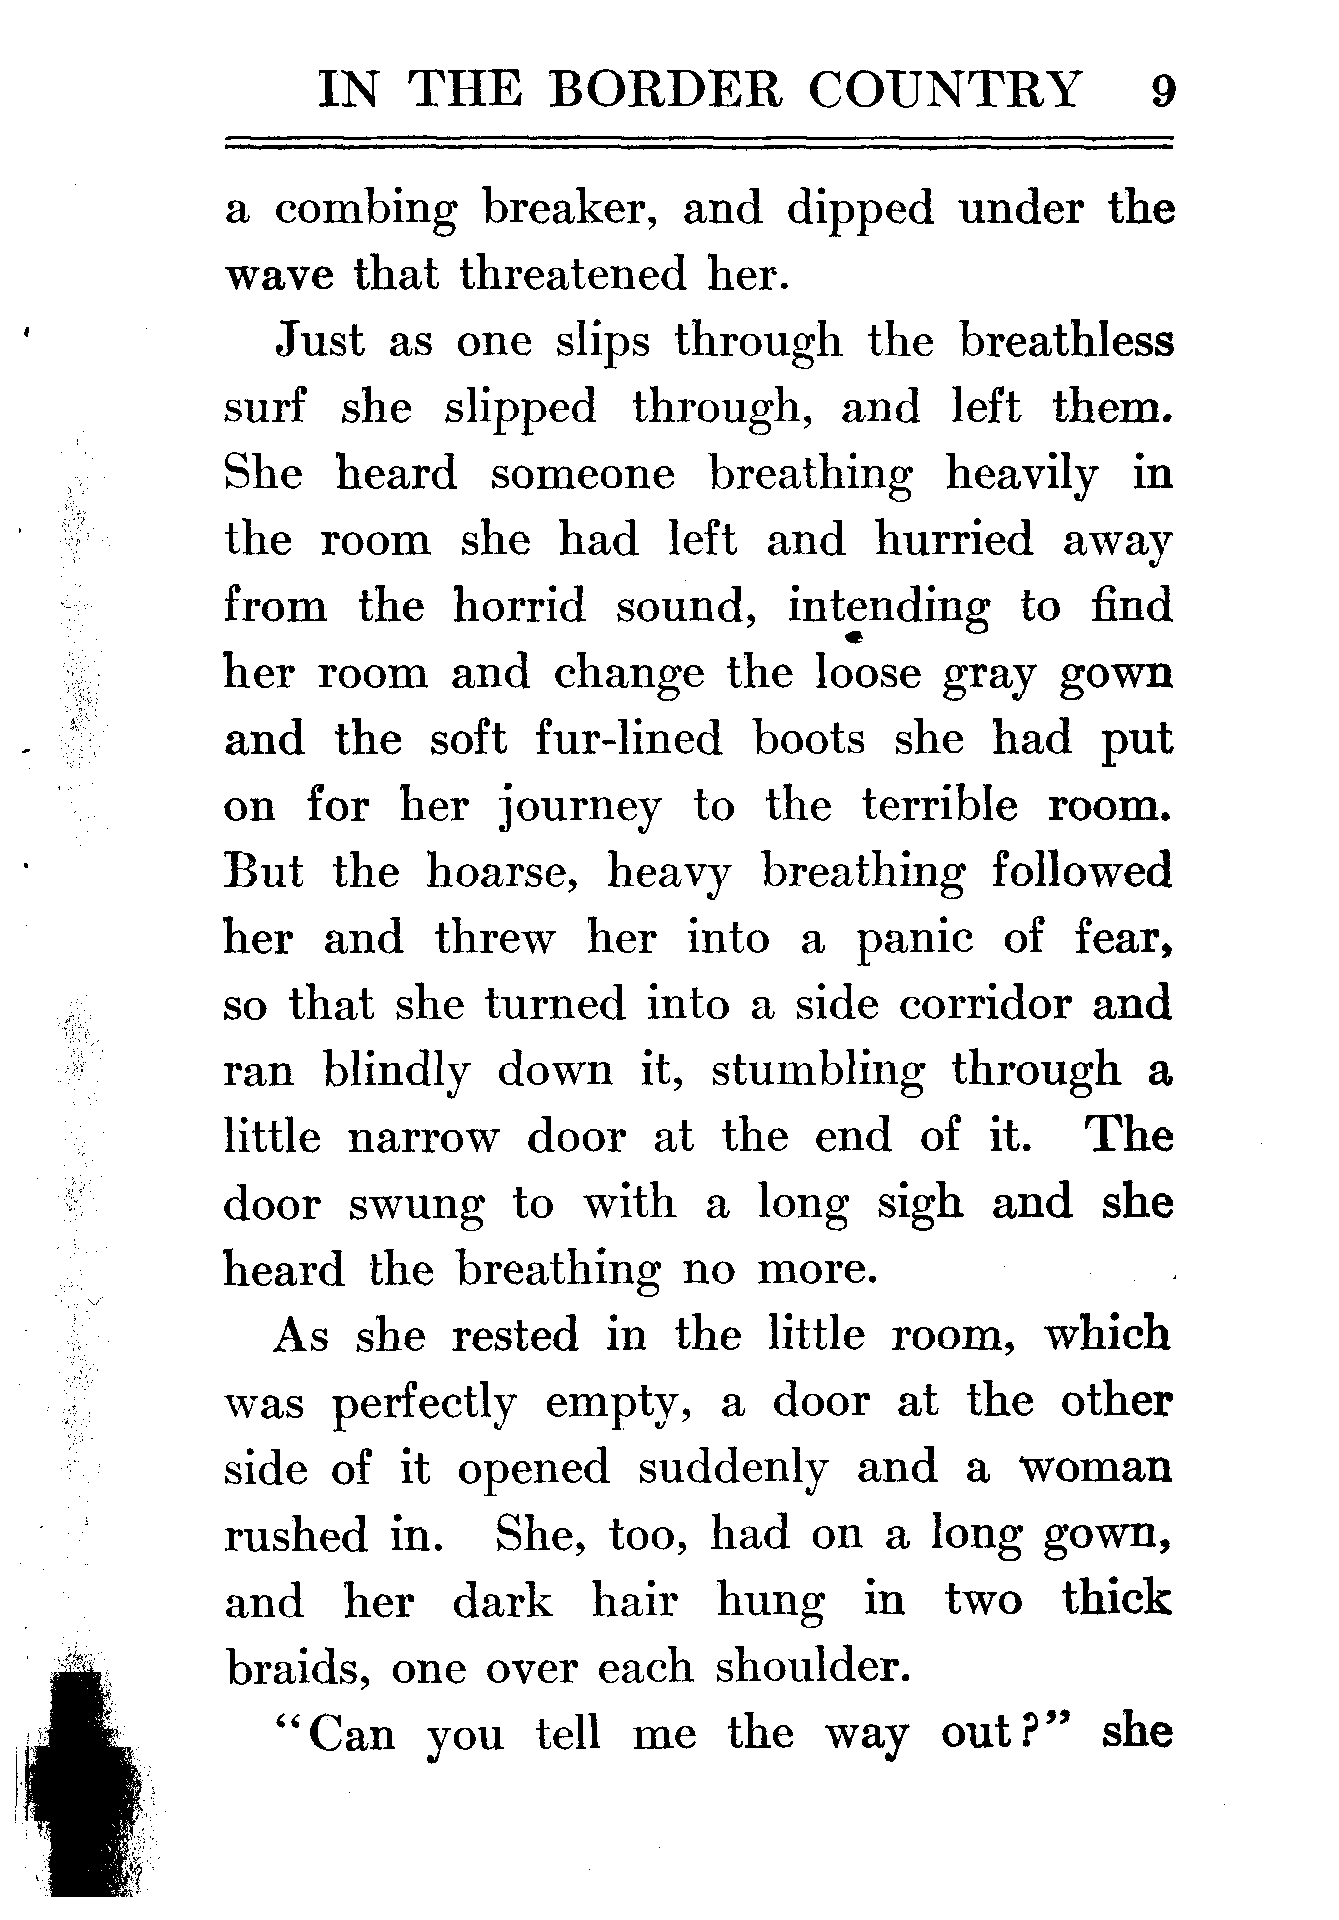 IN THE BORDER COUNTRY 9
a combing breaker, and dipped under the
wave that threatened her.
Just as one slips through the breathless
surf she slipped through, and left them.
She heard someone breathing heavily in
the room she had left and hurried away
from the horrid sound, intending to find
her room and change the loose gray gown
and the soft fur-lined boots she had put
on for her journey to the terrible room.
But the hoarse, heavy breathing followed
her and threw her into a panic of fear,
so that she turned into a side corridor and
ran blindly down it, stumbling through a
little narrow door at the end of it. The
door swung to with a long sigh and she
heard the breathing no more.
As she rested in the little room, which
was perfectly empty, a door at the other
side of it opened suddenly and a woman
rushed in. She, too, had on a long gown,
and her dark hair hung in two thick
braids, one over each shoulder.
"Can you tell me the way out?" she